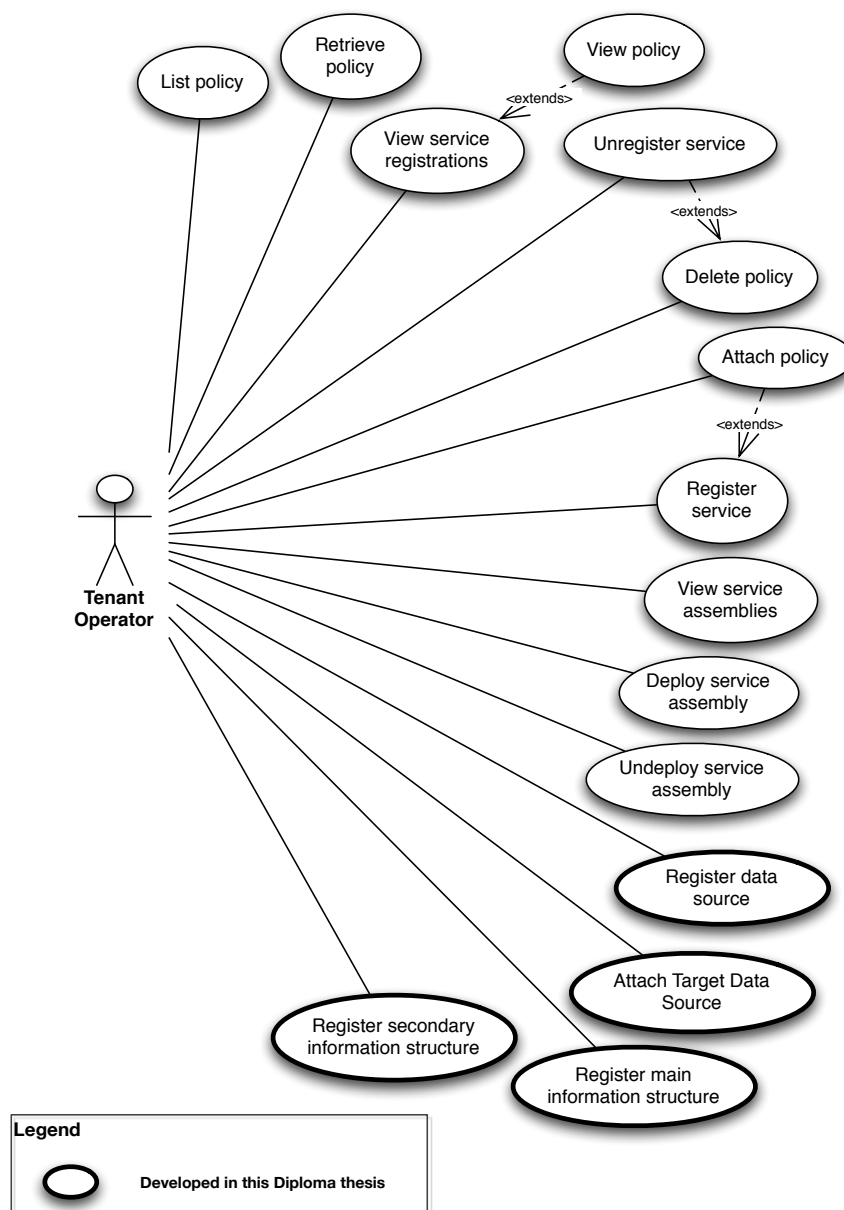 Retrieve
policy
View policy
List policy
<extends>
View service
registrations
Unregister service
<extends>
Delete policy
Attach policy
<extends>
Register
service
View service
assemblies
Tenant
Operator
Deploy service
assembly
Undeploy service
assembly
Register data
source
Attach Target Data
Source
Register secondary
information structure
Register main
information structure
Legend
Developed in this Diploma thesis